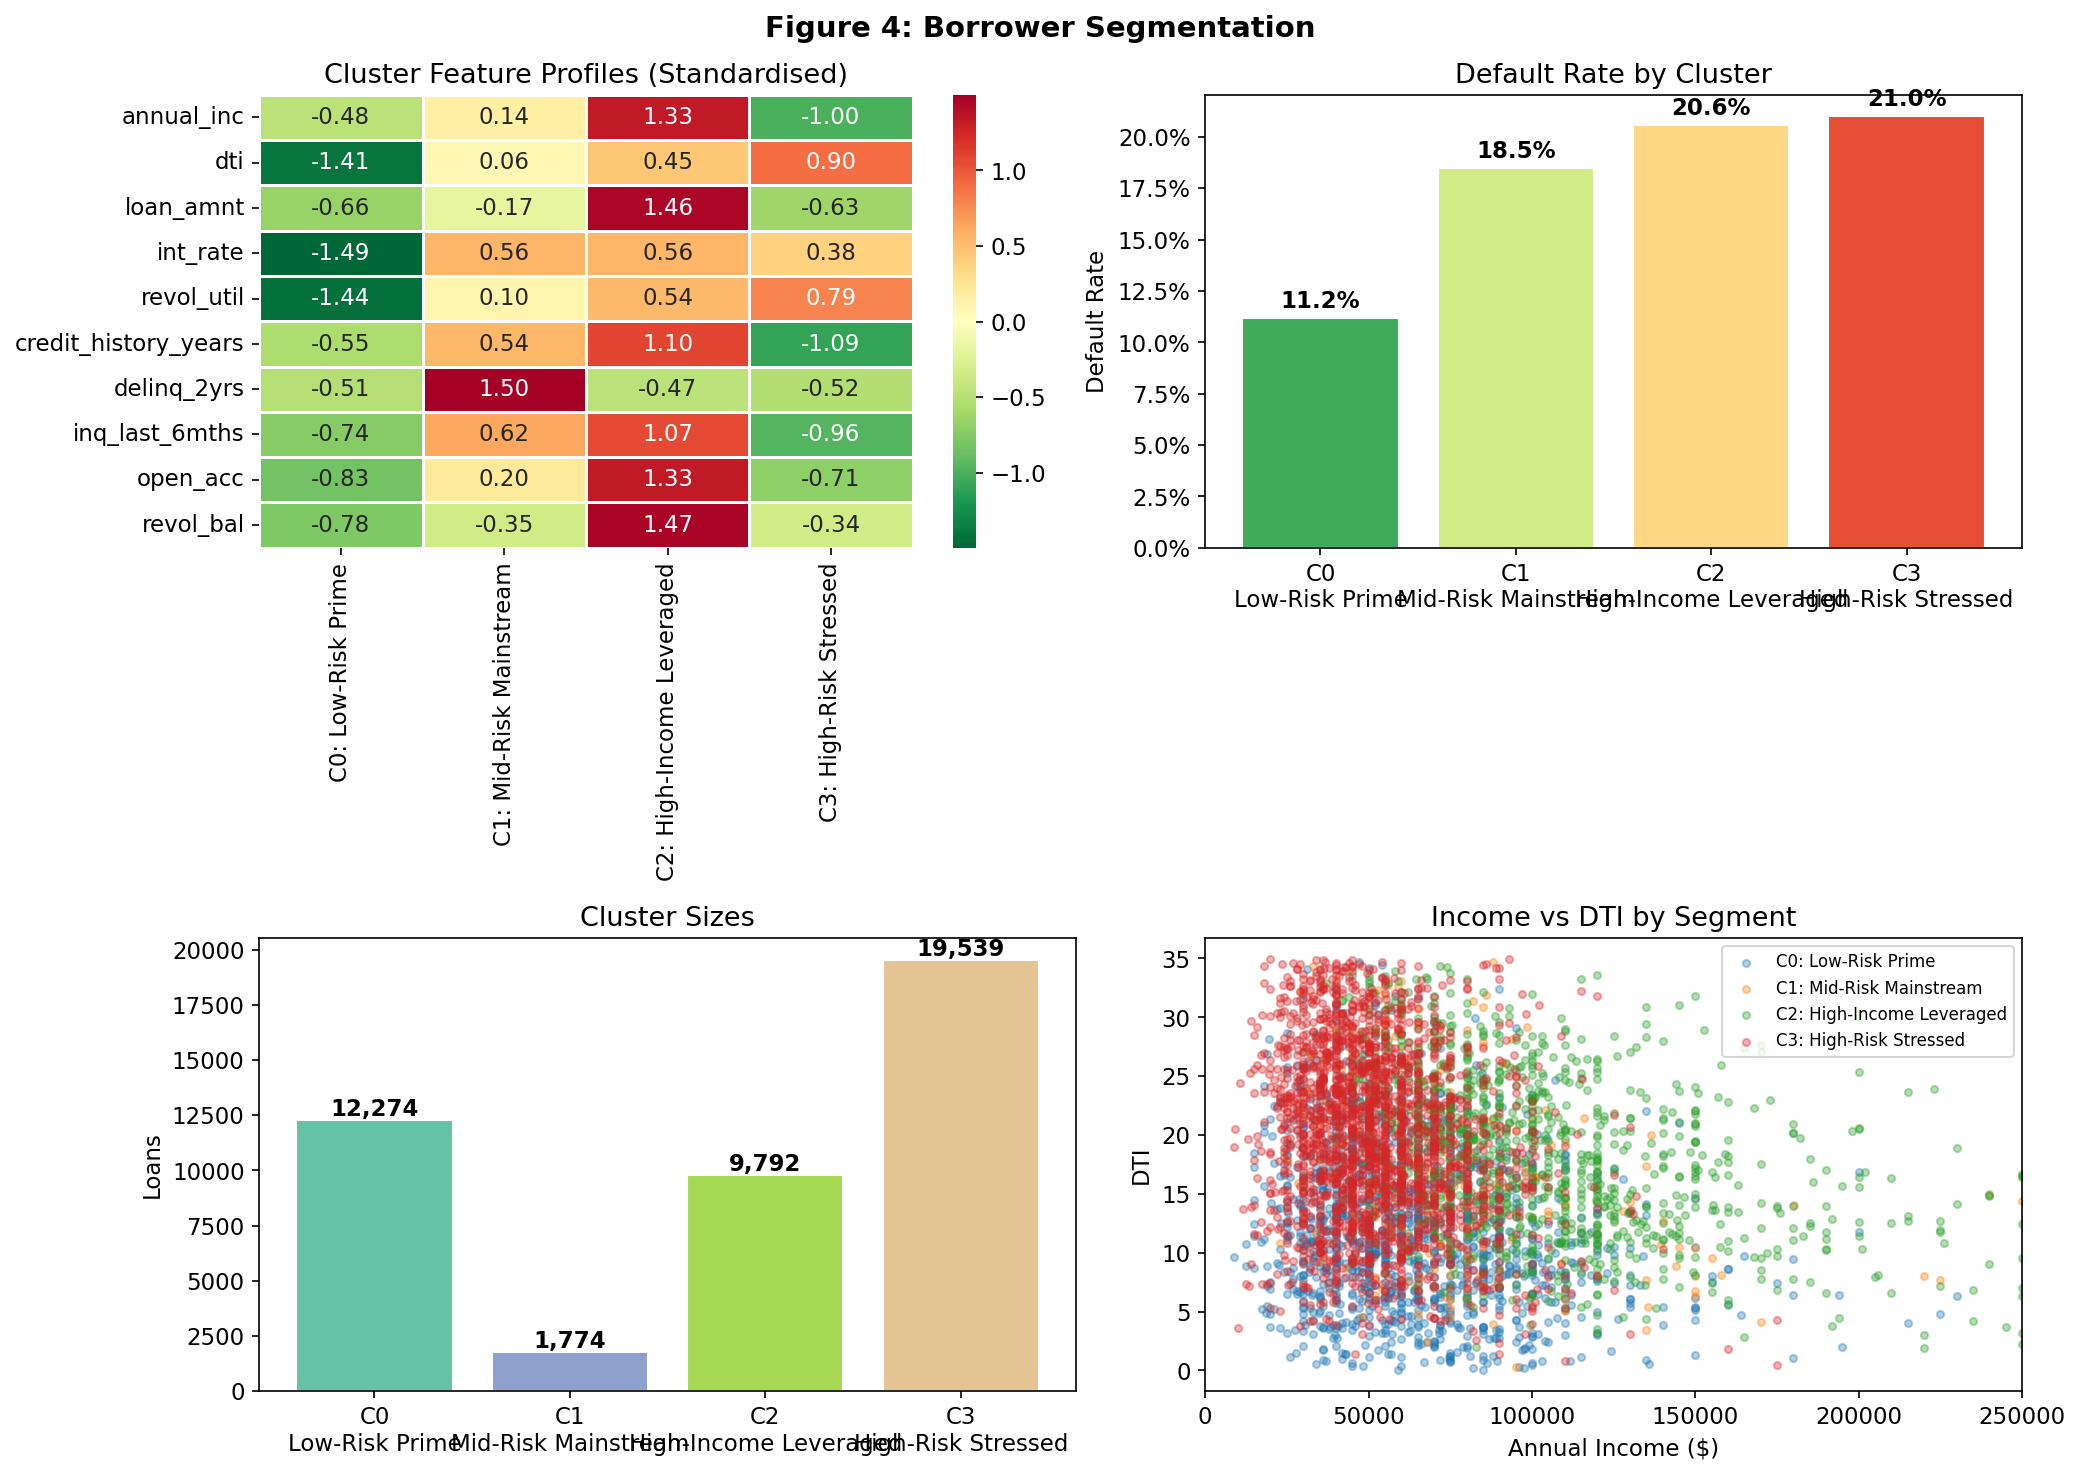 Figure 4: Borrower Segmentation
Cluster Feature Profiles (Standardised)
annual_inc -0.48 0.14 1.33 -1.00
dti -1.41 0.06 0.45 0.90
loan_amnt -0.66 -0.17 1.46 -0.63
int_rate -1.49 0.56 0.56 0.38
revol_util -1.44 0.10 0.54 0.79
credit_history_years -0.55 0.54 1.10 -1.09
delinq_2yrs -0.51 1.50 -0.47 -0.52
inq_last_6mths -0.74 0.62 1.07 -0.96
open_acc -0.83 0.20 1.33 -0.71
revol_bal -0.78 -0.35 1.47 -0.34
C0: Low-Risk Prime
C1: Mid-Risk Mainstream
C2: High-Income Leveraged
C3: High-Risk Stressed
1.0
0.5
0.0
−0.5
−1.0
Default Rate by Cluster
Default Rate
20.0%
17.5%
15.0%
12.5%
10.0%
7.5%
5.0%
2.5%
0.0%
11.2%
18.5%
20.6%
21.0%
C0
Low-Risk Prime
C1
Mid-Risk Mainstream
C2
High-Income Leveraged
C3
High-Risk Stressed
Cluster Sizes
Loans
20000
17500
15000
12500
10000
7500
5000
2500
0
12,274
1,774
9,792
19,539
C0
Low-Risk Prime
C1
Mid-Risk Mainstream
C2
High-Income Leveraged
C3
High-Risk Stressed
Income vs DTI by Segment
DTI
35
30
25
20
15
10
5
0
C0: Low-Risk Prime
C1: Mid-Risk Mainstream
C2: High-Income Leveraged
C3: High-Risk Stressed
0 50000 100000 150000 200000 250000
Annual Income ($)